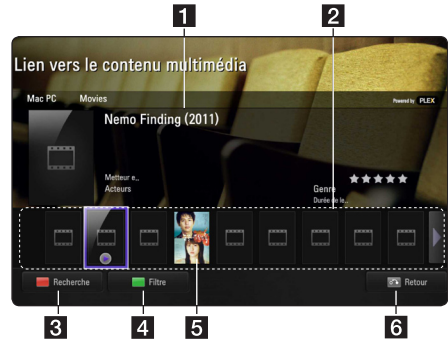 1 2
Lien vers le contenu multimédia
Mac PC Movies Powered by PLEX
Nemo Finding (2011)
Metteur e.,
Acteurs Genre
Durée de le..
Recherche Filtre Retour
3 4 5 6